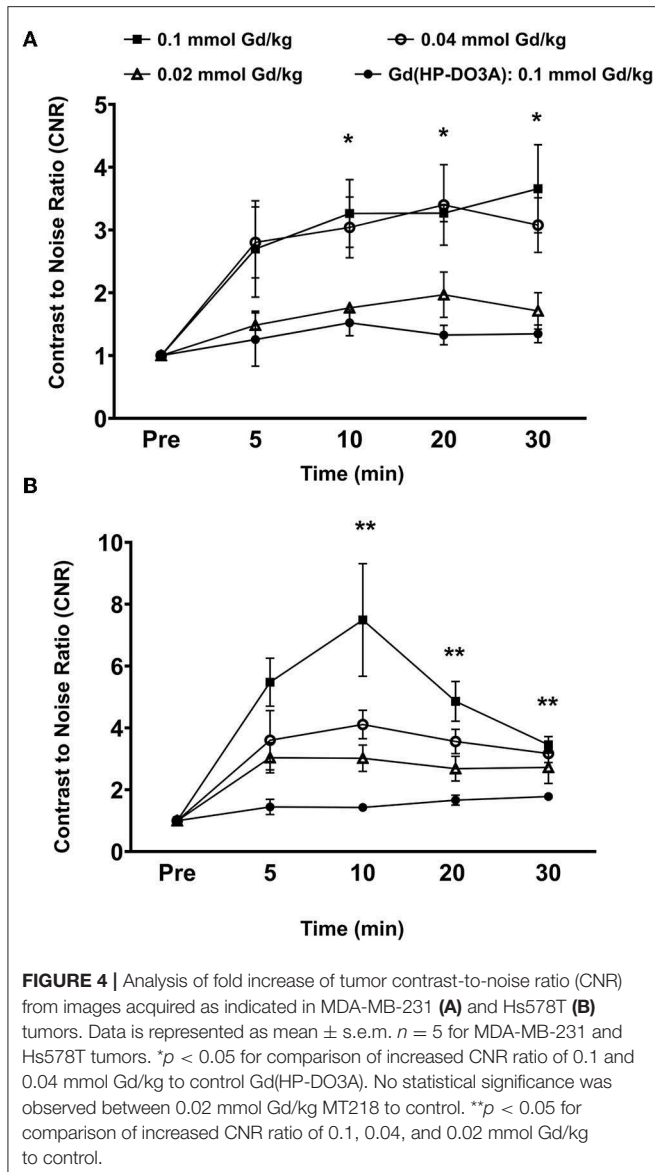 A
0.1 mmol Gd/kg
0.04 mmol Gd/kg
0.02 mmol Gd/kg
Gd(HP-DO3A): 0.1 mmol Gd/kg
Contrast to Noise Ratio (CNR)
5
4
3
2
1
0
* * *
Pre 5 10 20 30
Time (min)
B
Contrast to Noise Ratio (CNR)
10
8
6
4
2
0
** ** **
Pre 5 10 20 30
Time (min)
FIGURE 4 | Analysis of fold increase of tumor contrast-to-noise ratio (CNR)
from images acquired as indicated in MDA-MB-231 (A) and Hs578T (B)
tumors. Data is represented as mean ± s.e.m. n = 5 for MDA-MB-231 and
Hs578T tumors. *p < 0.05 for comparison of increased CNR ratio of 0.1 and
0.04 mmol Gd/kg to control Gd(HP-DO3A). No statistical significance was
observed between 0.02 mmol Gd/kg MT218 to control. **p < 0.05 for
comparison of increased CNR ratio of 0.1, 0.04, and 0.02 mmol Gd/kg
to control.